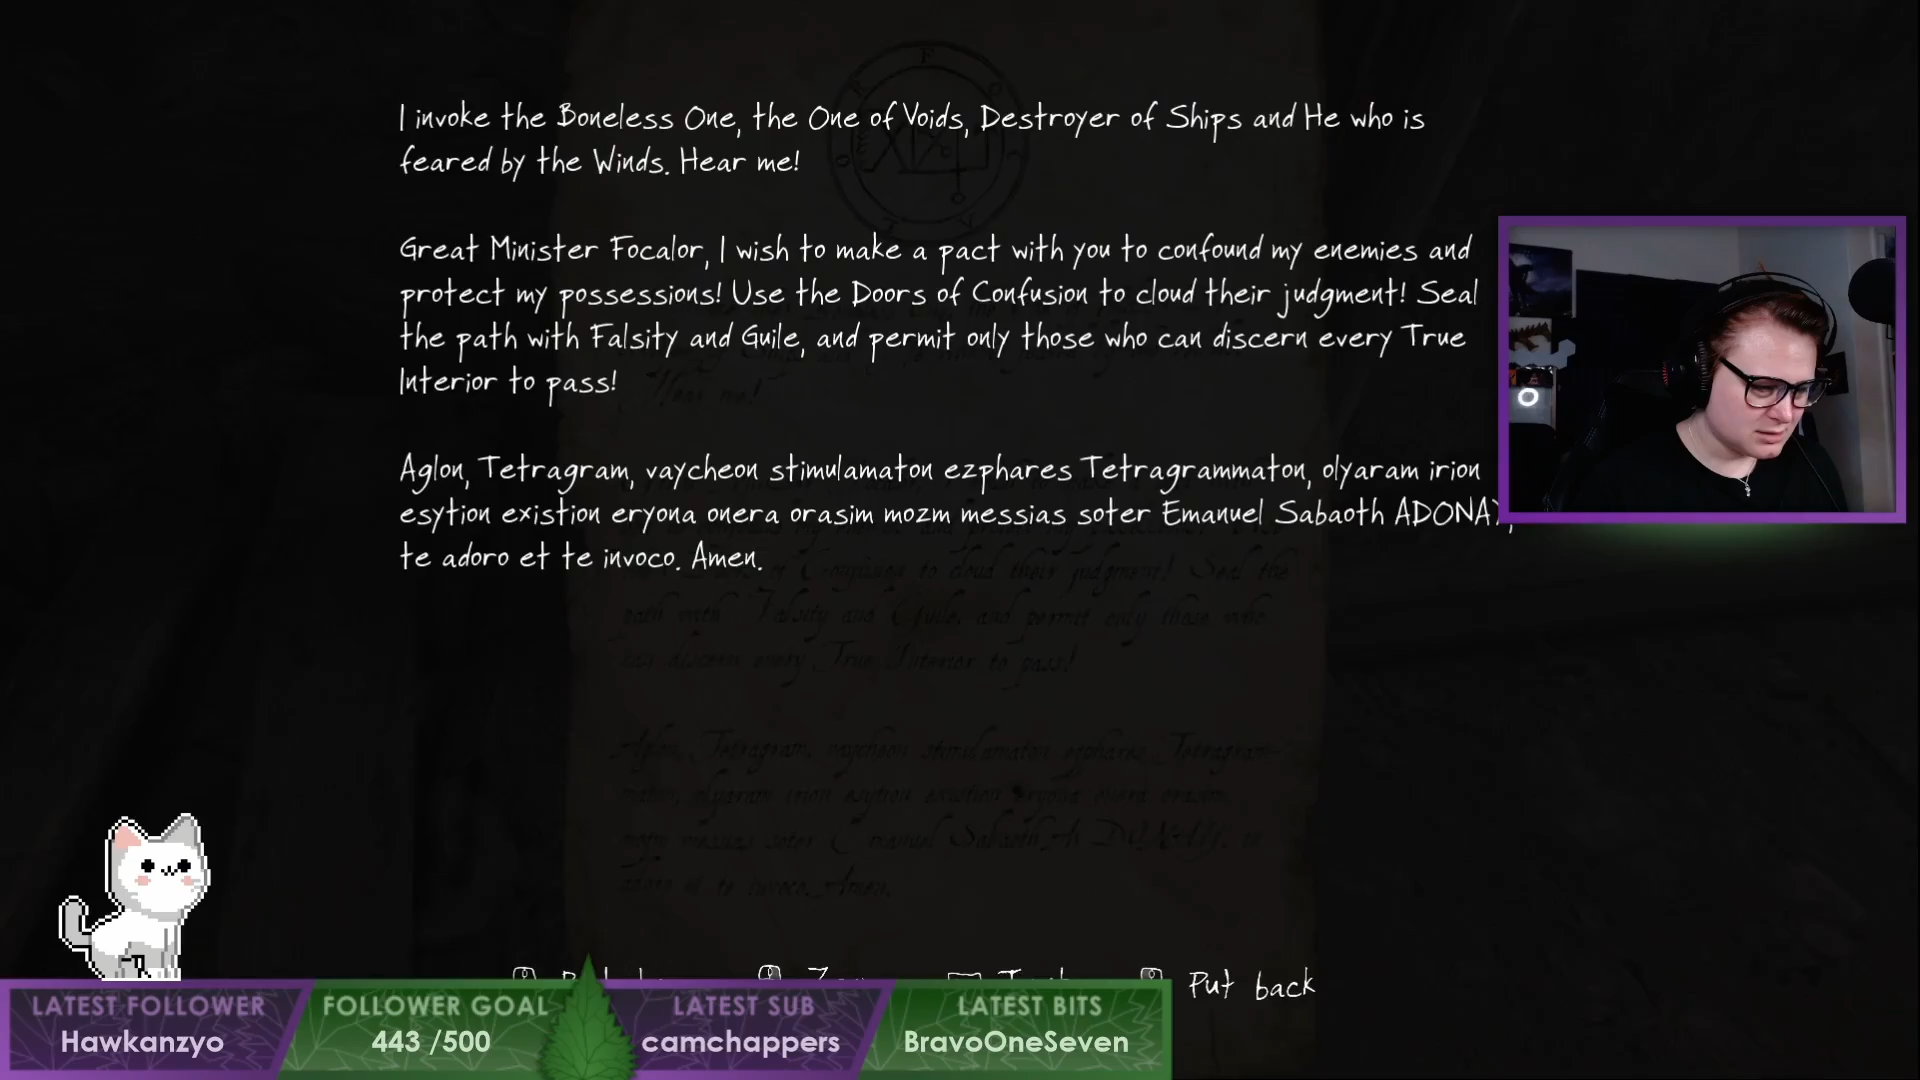 I invoke the Boneless One, the One of Voids, Destroyer of Ships and He who is
feared by the Winds. Hear me!
Great Minister Focalor, I wish to make a pact with you to confound my enemies and
protect my possessions! Use the Doors of Confusion to cloud their judgment! Seal
the path with Falsity and Guile, and permit only those who can discern every True
Interior to pass!
Aglon, Tetragram, vaycheon stimulamaton ezphares Tetragrammaton, olyaram irion
esytion existion eryona onera orasim mozm messias soter Emanuel Sabaoth ADONAY,
te adoro et te invoco. Amen.
Put back
LATEST FOLLOWER
Hawkanzyo
FOLLOWER GOAL
443 /500
LATEST SUB
camchappers
LATEST BITS
BravoOneSeven